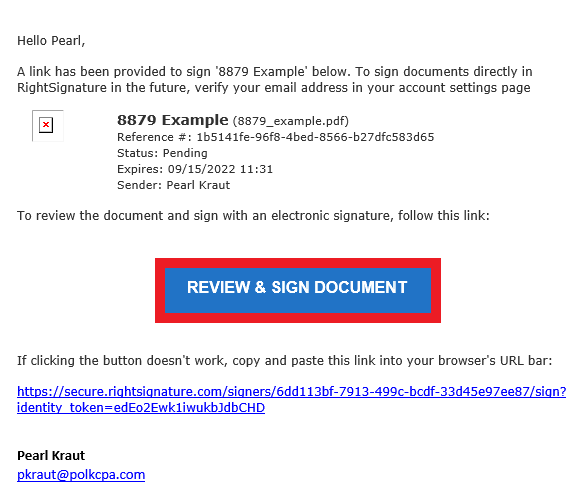 Hello Pearl,
A link has been provided to sign '8879 Example' below. To sign documents directly in
RightSignature in the future, verify your email address in your account settings page
8879 Example (8879_example.pdf)
Reference #: 1b5141fe-96f8-4bed-8566-b27dfc583d65
Status: Pending
Expires: 09/15/2022 11:31
Sender: Pearl Kraut
To review the document and sign with an electronic signature, follow this link:
REVIEW & SIGN DOCUMENT
If clicking the button doesn't work, copy and paste this link into your browser's URL bar:
https://secure.rightsignature.com/signers/6dd113bf-7913-499c-bcdf-33d45e97ee87/sign?
identity_token=edEo2Ewk1iwukbJdbCHD
Pearl Kraut
pkraut@polkcpa.com